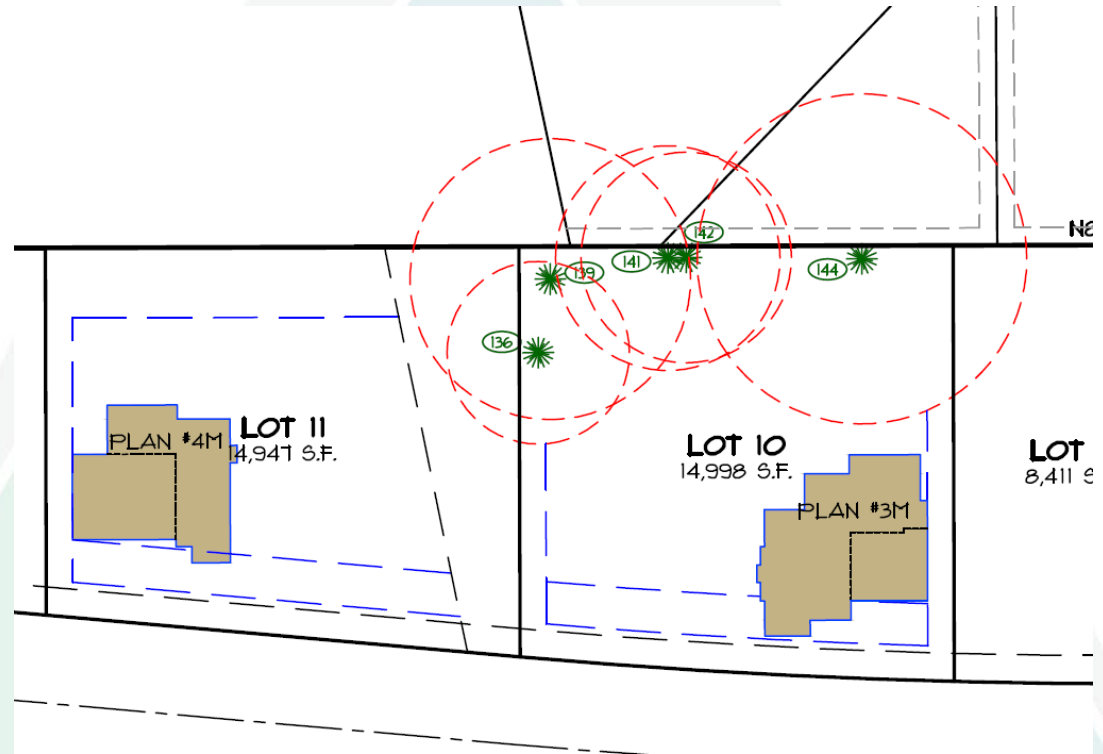 142
N
141
139
144
136
LOT 11
PLAN #4M
14,947 S.F.
LOT 10
14,998 S.F.
LOT
8,411 S
PLAN #3M